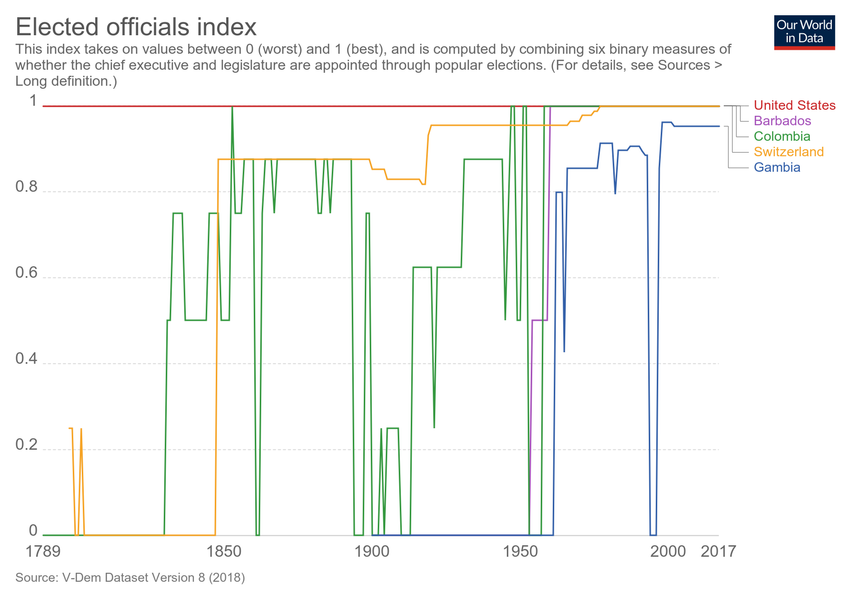 Elected officials index
Our World
in Data
This index takes on values between 0 (worst) and 1 (best), and is computed by combining six binary measures of
whether the chief executive and legislature are appointed through popular elections. (For details, see Sources >
Long definition.)
1
United States
Barbados
Colombia
Switzerland
Gambia
0.8
0.6
0.4
0.2
0
1789
1850
1900
1950
2000
2017
Source: V-Dem Dataset Version 8 (2018)